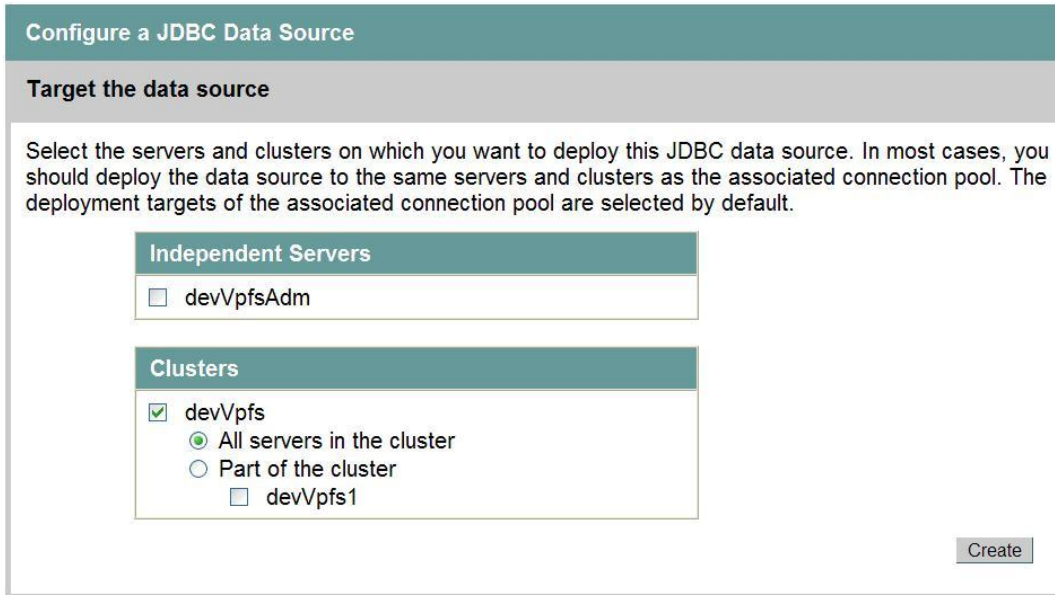 Configure a JDBC Data Source
Target the data source
Select the servers and clusters on which you want to deploy this JDBC data source. In most cases, you
should deploy the data source to the same servers and clusters as the associated connection pool. The
deployment targets of the associated connection pool are selected by default.
Independent Servers
devVpfsAdm
Clusters
devVpfs
All servers in the cluster
Part of the cluster
devVpfs1
Create